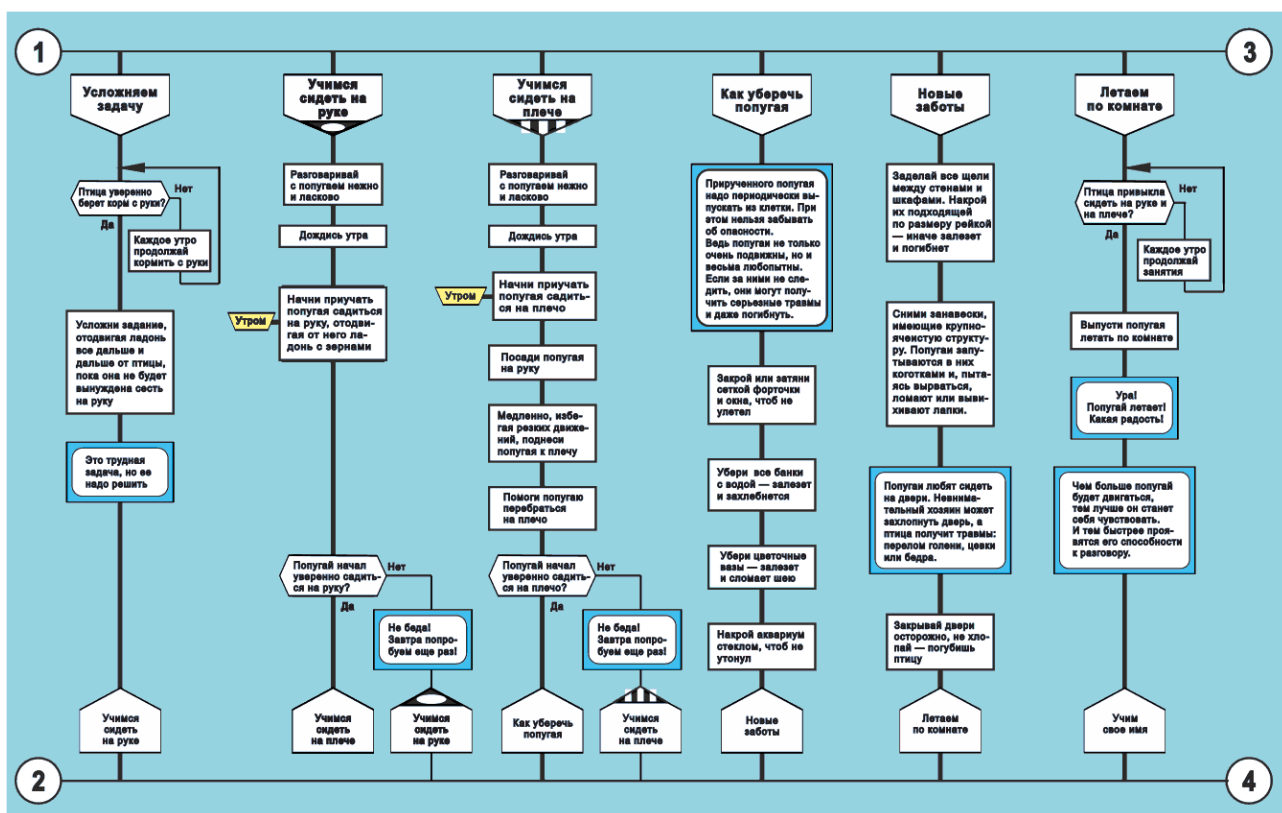 1
3
Усложняем
задачу
Птица уверенно
берет корм с руки?
Нет
Да
Каждое утро
продолжай
кормить с руки
Усложни задание,
отодвигая ладонь
все дальше и
дальше от птицы,
пока она не будет
вынуждена сесть
на руку
Это трудная
задача, но ее
надо решить
Учимся
сидеть
на руке
Учимся
сидеть на
руке
Разговаривай
с попугаем нежно
и ласково
Дождись утра
Утром
Начни приучать
попугая садиться
на руку, отодви-
гая от него ла-
донь с зернами
Попугай начал
уверенно садить-
ся на руку?
Нет
Да
Не беда!
Завтра попро-
буем еще раз!
Учимся
сидеть
на плече
Учимся
сидеть
на руке
Учимся
сидеть на
плече
Разговаривай
с попугаем нежно
и ласково
Дождись утра
Утром
Начни приучать
попугая садить-
ся на плечо
Посади попугая
на руку
Медленно, избе-
гая резких движе-
ний, поднеси
попугая к плечу
Помоги попугаю
перебраться
на плечо
Попугай начал
уверенно садить-
ся на плечо?
Нет
Да
Не беда!
Завтра попро-
буем еще раз!
Как уберечь
попугая
Учимся
сидеть
на плече
Как уберечь
попугая
Прирученного попугая
надо периодически вы-
пускать из клетки. При
этом нельзя забывать
об опасности.
Ведь попугаи не только
очень подвижны, но и
весьма любопытны.
Если за ними не сле-
дить, они могут полу-
чить серьезные травмы
и даже погибнуть.
Закрой или затяни
сеткой форточки
и окна, чтоб не
улетел
Убери все банки
с водой — залезет
и захлебнется
Убери цветочные
вазы — залезет
и сломает шею
Накрой аквариум
стеклом, чтоб не
утонул
Новые
заботы
Новые
заботы
Заделай все щели
между стенами и
шкафами. Накрой
их подходящей
по размеру рейкой
— иначе залезет
и погибнет
Сними занавески,
имеющие крупно-
ячеистую структу-
ру. Попугаи запу-
тываются в них
коготками и, пыта-
ясь вырваться,
ломают или выви-
хивают лапки.
Попугаи любят сидеть
на двери. Невнима-
тельный хозяин может
захлопнуть дверь, а
птица получит травмы:
перелом голени, цевки
или бедра.
Закрывай двери
осторожно, не хло-
пай — погубишь
птицу
Летаем
по комнате
Летаем
по комнате
Птица привыкла
сидеть на руке и
на плече?
Нет
Да
Каждое утро
продолжай
занятия
Выпусти попугая
летать по комнате
Ура!
Попугай летает!
Какая радость!
Чем больше попугай
будет двигаться,
тем лучше он станет
себя чувствовать.
И тем быстрее проя-
вятся его способности
к разговору.
Учим
свое имя
2
4